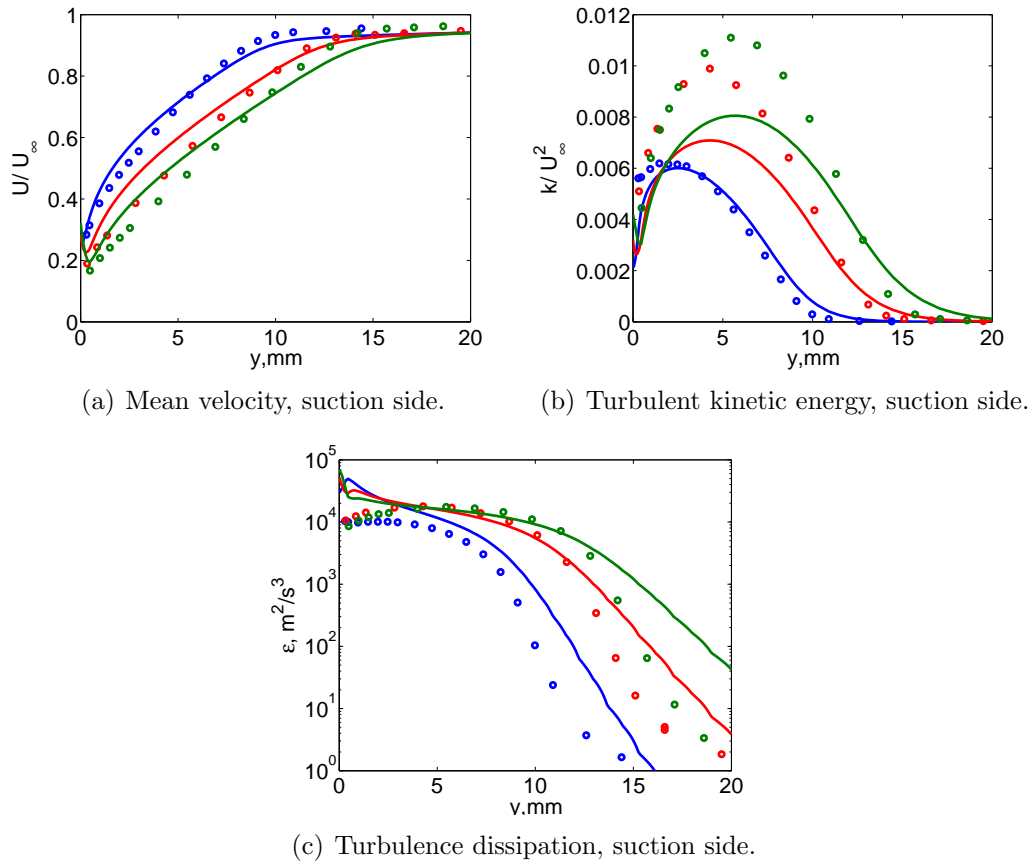 1
0.8
0.6
0.4
0.2
0
0 5 10 15 20
y,mm
U/ U∞
0.012
0.01
0.008
0.006
0.004
0.002
0
0 5 10 15 20
y,mm
k/ U∞²
(a) Mean velocity, suction side.
(b) Turbulent kinetic energy, suction side.
10⁵
10⁴
10³
10²
10¹
10⁰
0 5 10 15 20
y,mm
ε, m²/s³
(c) Turbulence dissipation, suction side.